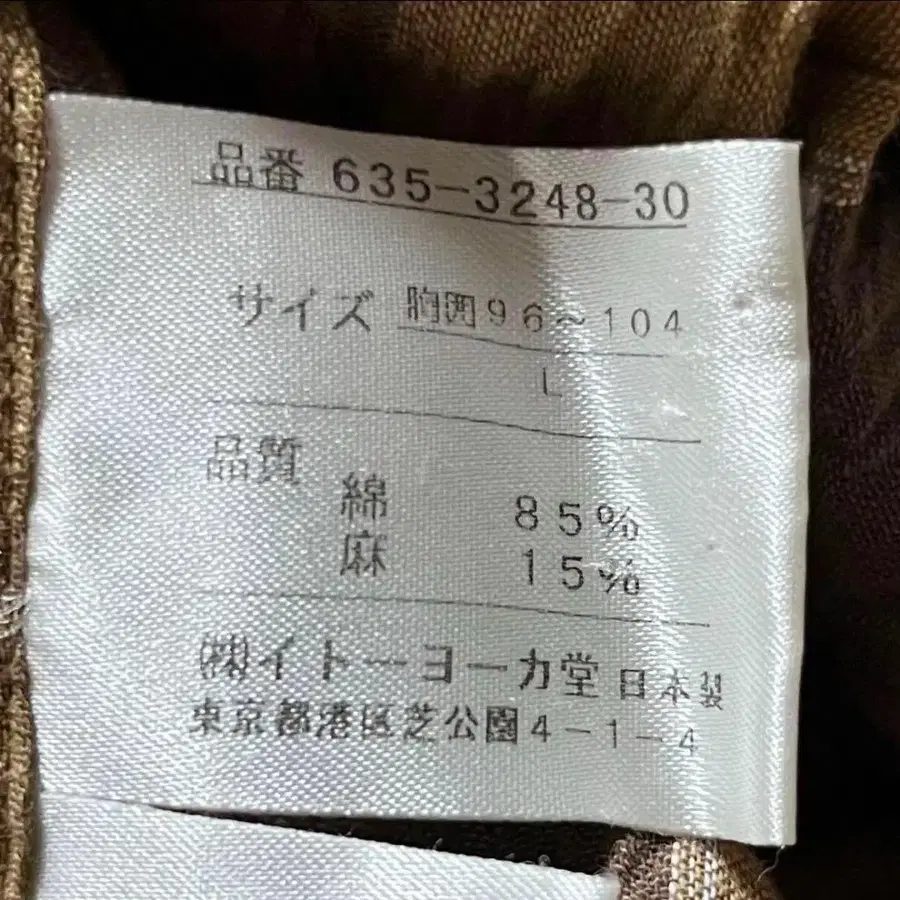 品番 635-3248-30
サイズ 胸囲96~104
L
品質
綿 85%
麻 15%
(株)イトーヨーカ堂 日本製
東京都港区芝公園4-1-4